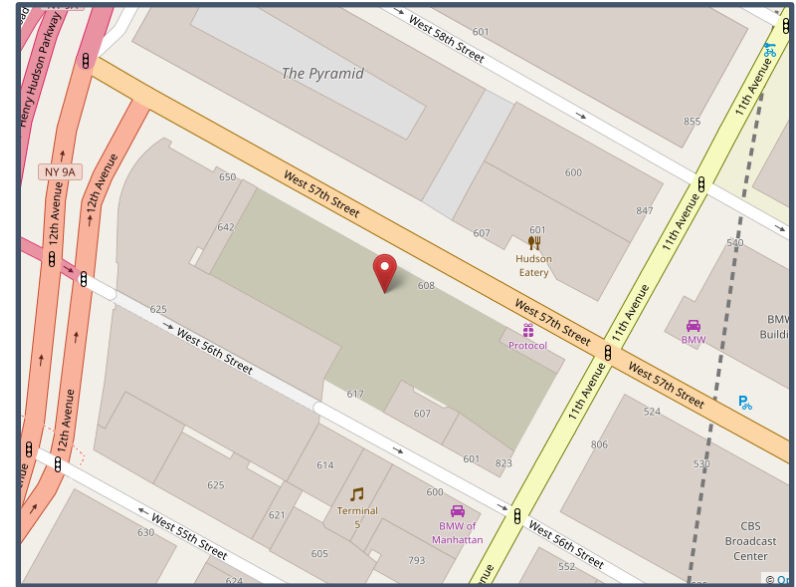 Henry Hudson Parkway
West 58th Street
601
11th Avenue
The Pyramid
855
NY 9A
12th Avenue
12th Avenue
650
West 57th Street
600
642
847
11th Avenue
607
601
Hudson
Eatery
540
608
11th Avenue
625
West 56th Street
West 57th Street
Protocol
BMW
BMW
West 57th Street
617
607
11th Avenue
524
12th Avenue
601
823
806
530
614
625
600
Terminal
5
621
BMW of
Manhattan
CBS
Broadcast
Center
West 55th Street
630
605
793
West 56th Street
552
624
©